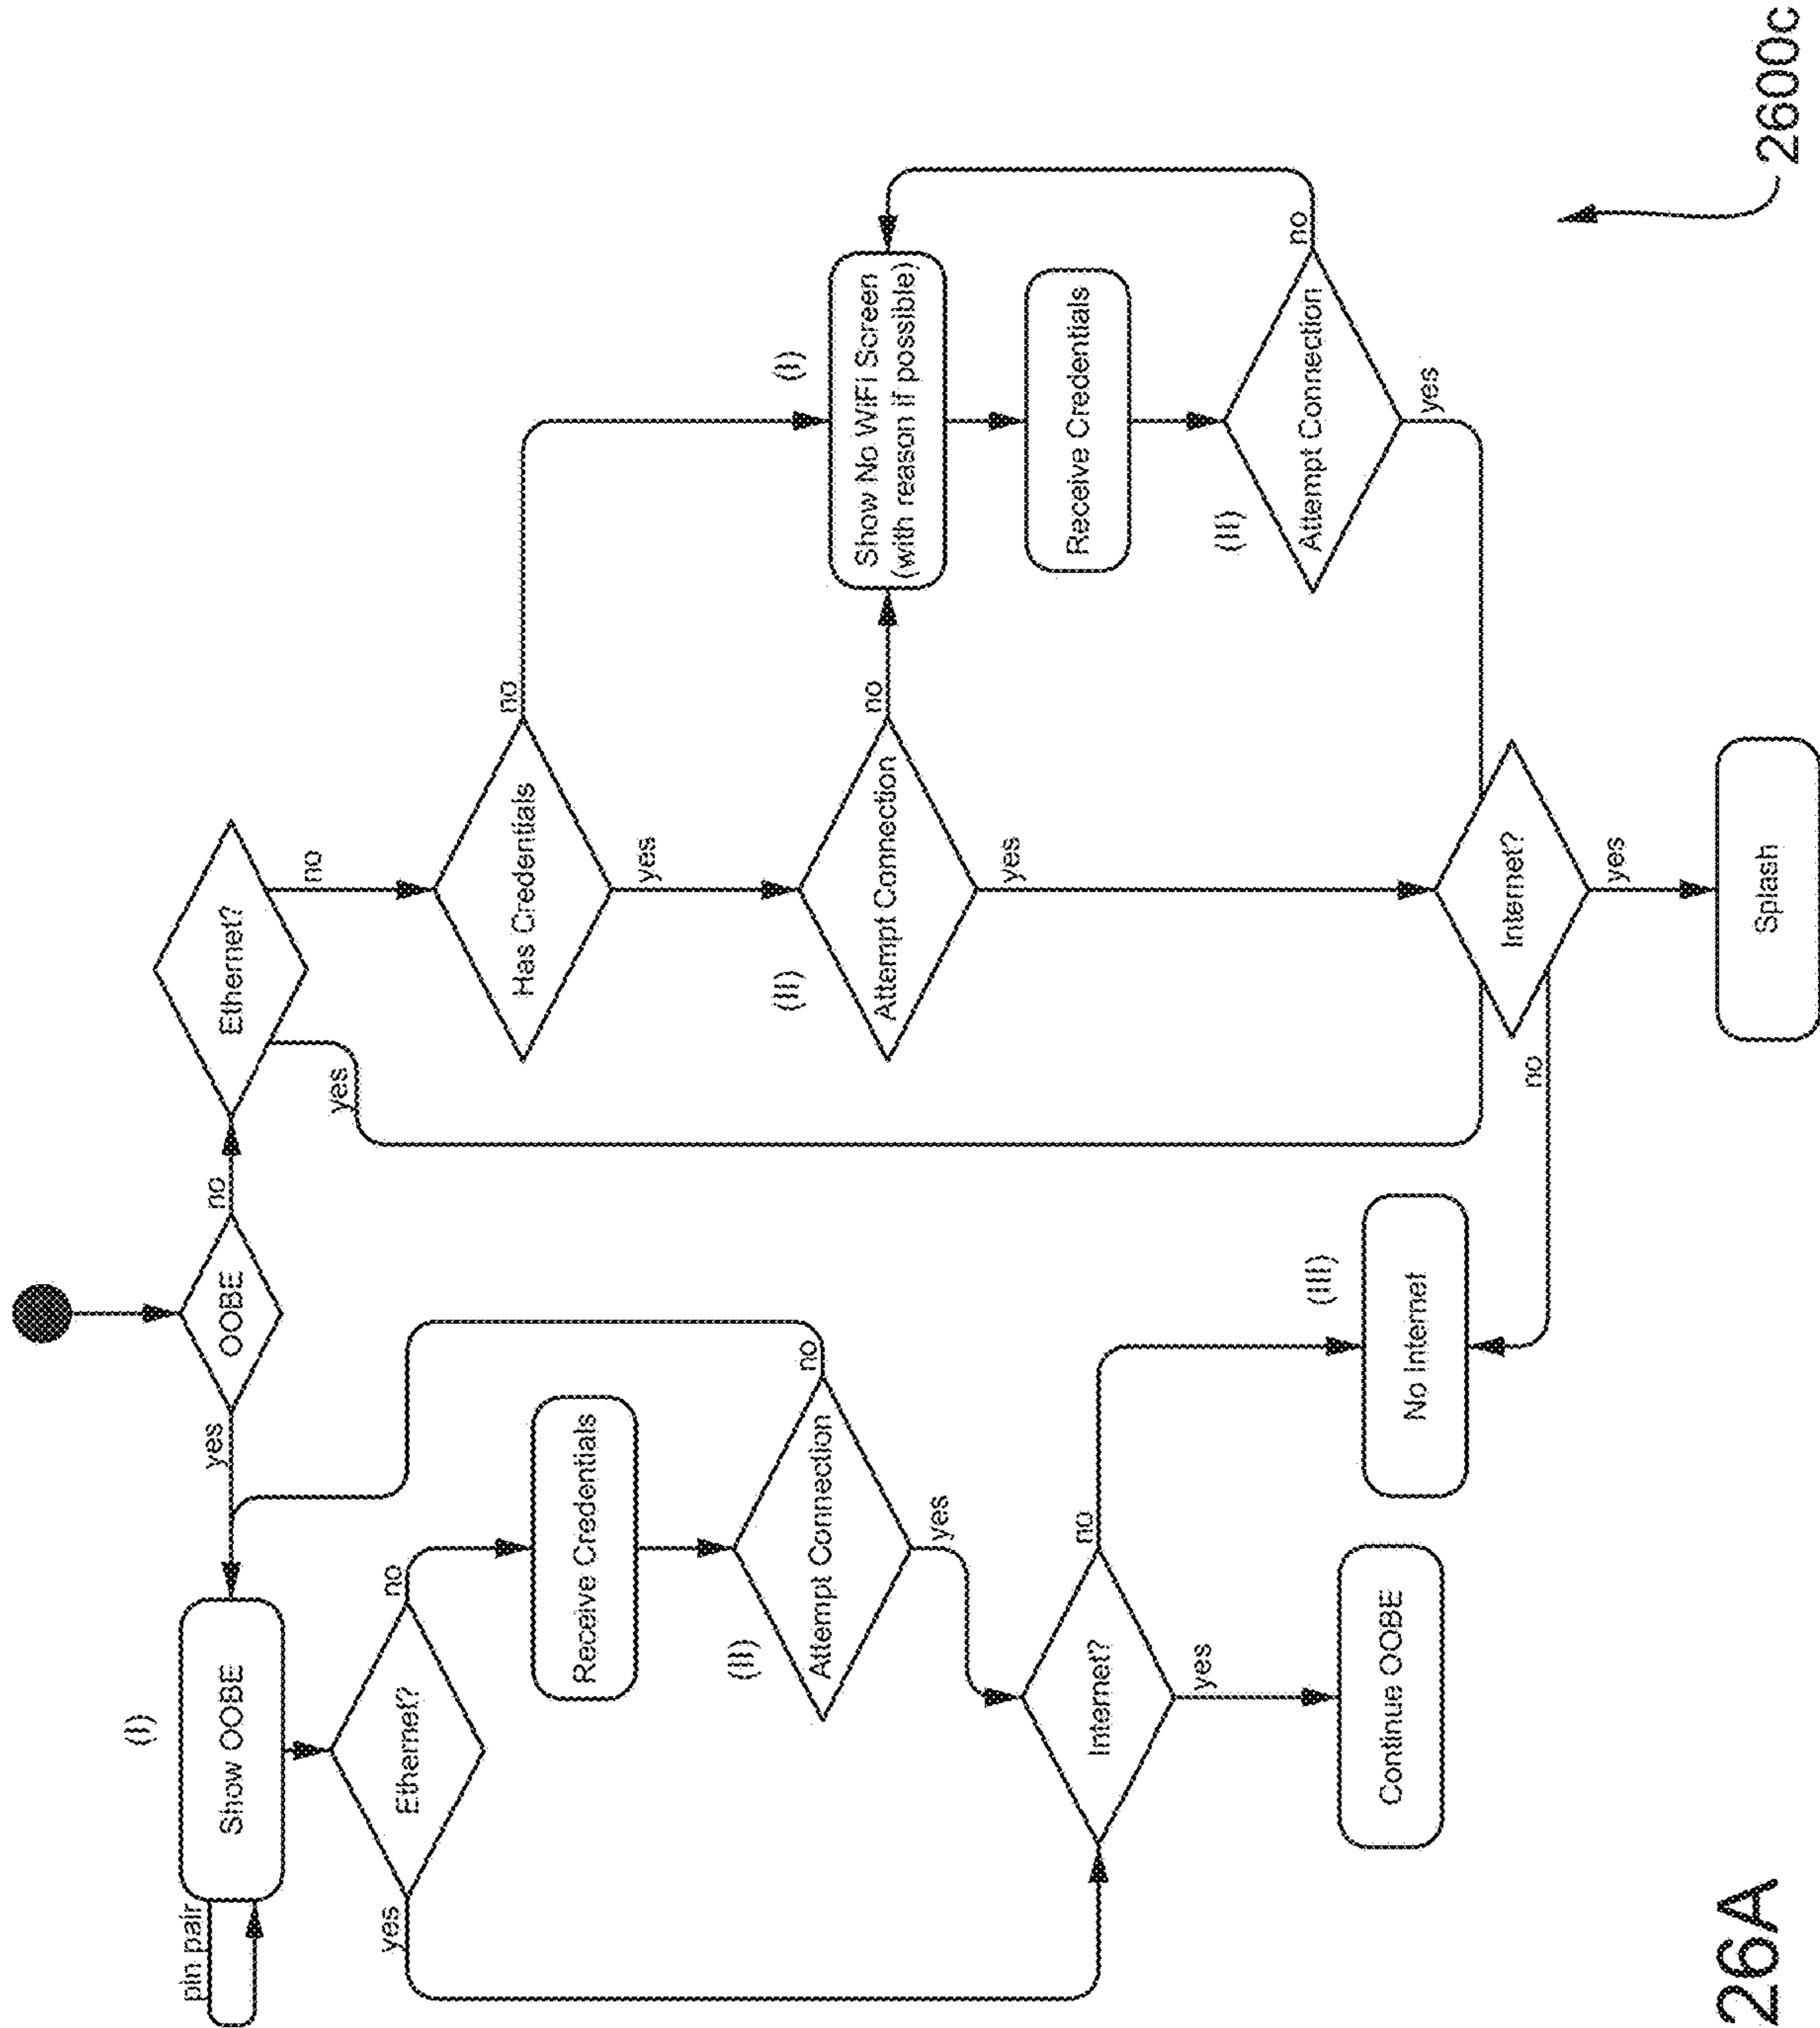 OOBE
yes
no
(I)
Show OOBE
pin pair
Ethernet?
yes
no
Receive Credentials
(II)
Attempt Connection
no
yes
Internet?
no
yes
Continue OOBE
(III)
No Internet
Ethernet?
yes
no
Has Credentials
no
yes
(II)
Attempt Connection
no
yes
(I)
Show No WiFi Screen
(with reason if possible)
Receive Credentials
(II)
Attempt Connection
no
yes
Internet?
no
yes
Splash
26A
2600c